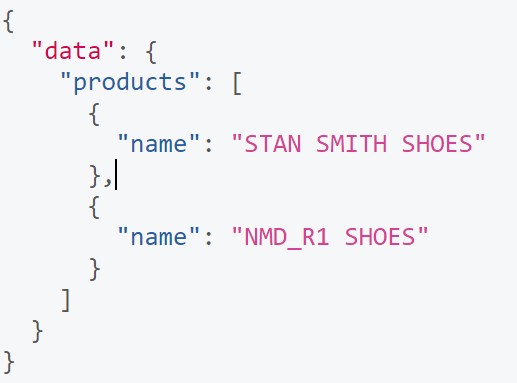 {
  "data": {
    "products": [
      {
        "name": "STAN SMITH SHOES"
      },
      {
        "name": "NMD_R1 SHOES"
      }
    ]
  }
}